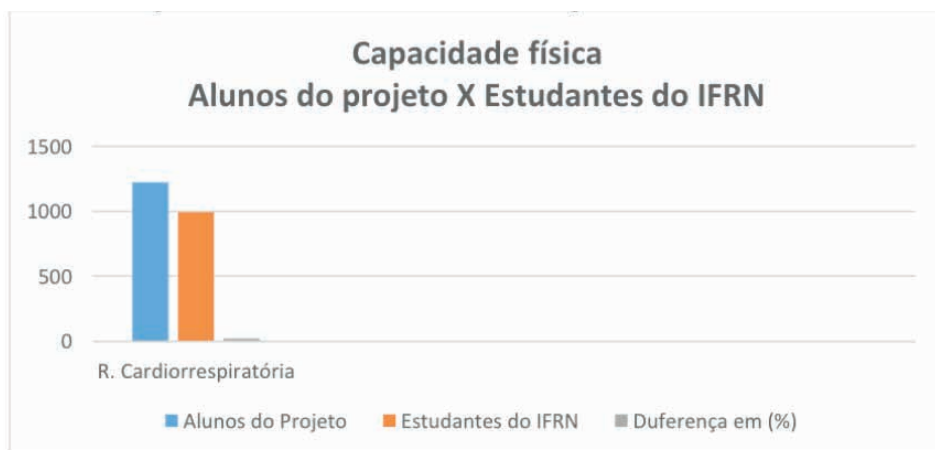 Capacidade física
Alunos do projeto X Estudantes do IFRN
1500
1000
500
0
R. Cardiorrespiratória
Alunos do Projeto Estudantes do IFRN Duferença em (%)